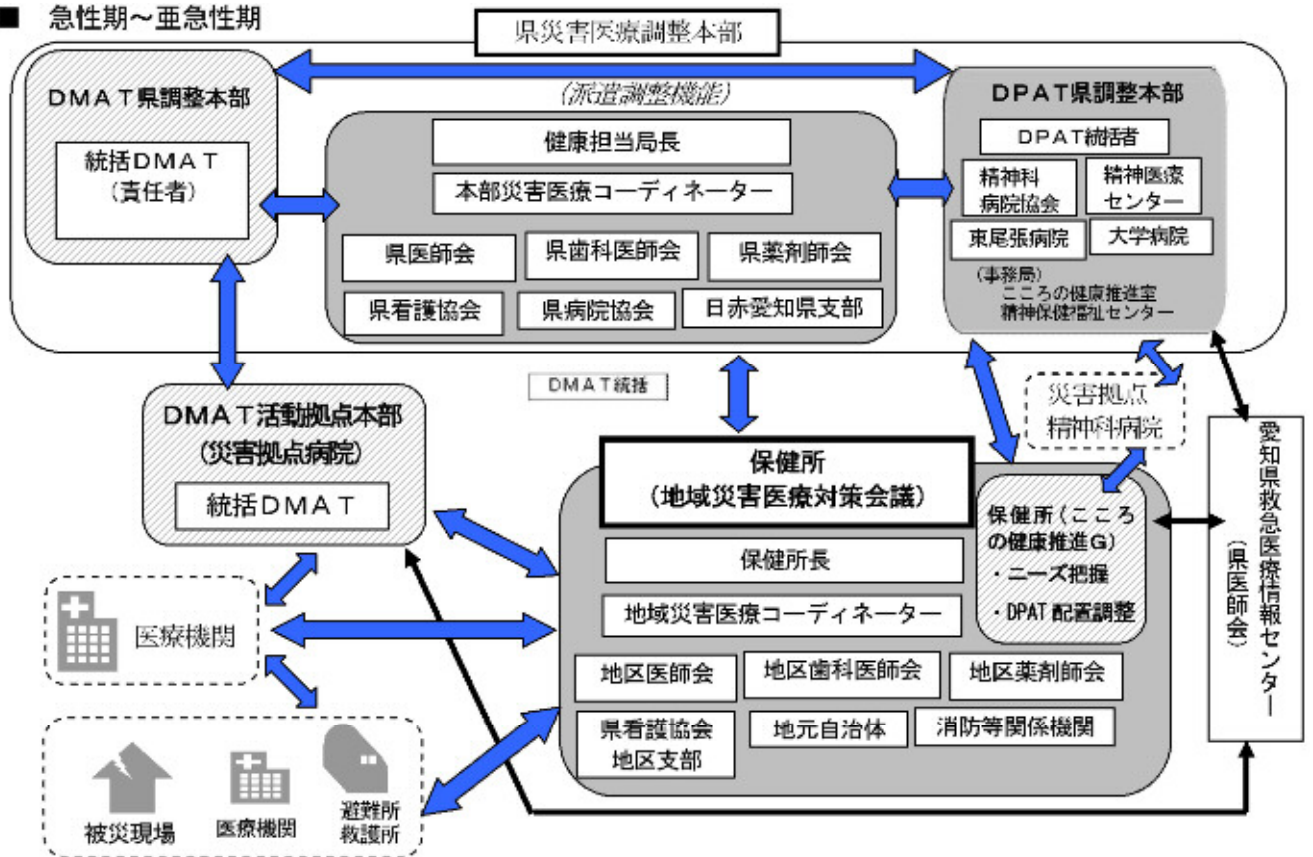 ■ 急性期～亜急性期
県災害医療調整本部
DMAT県調整本部
統括DMAT
(責任者)
(派遣調整機能)
健康担当局長
本部災害医療コーディネーター
県医師会
県歯科医師会
県薬剤師会
県看護協会
県病院協会
日赤愛知県支部
DPAT県調整本部
DPAT統括者
精神科
病院協会
精神医療
センター
東尾張病院
大学病院
(事務局)
こころの健康推進室
精神保健福祉センター
DMAT活動拠点本部
(災害拠点病院)
統括DMAT
DMAT統括
災害拠点
精神科病院
保健所
(地域災害医療対策会議)
保健所長
地域災害医療コーディネーター
保健所(こころ
の健康推進G)
・ニーズ把握
・DPAT配置調整
地区医師会
地区歯科医師会
地区薬剤師会
県看護協会
地区支部
地元自治体
消防等関係機関
愛知県救急医療情報センター
(県医師会)
医療機関
被災現場
医療機関
避難所
救護所